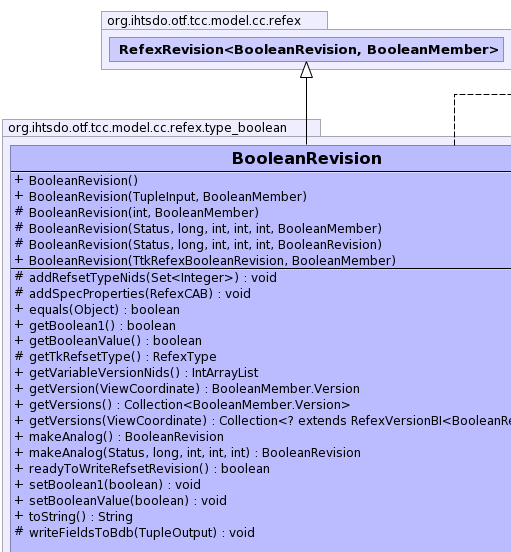 org.ihtsdo.otf.tcc.model.cc.refex
RefexRevision<BooleanRevision, BooleanMember>
org.ihtsdo.otf.tcc.model.cc.refex.type_boolean
BooleanRevision
+ BooleanRevision()
+ BooleanRevision(TupleInput, BooleanMember)
# BooleanRevision(int, BooleanMember)
# BooleanRevision(Status, long, int, int, int, BooleanMember)
# BooleanRevision(Status, long, int, int, int, BooleanRevision)
+ BooleanRevision(TtkRefexBooleanRevision, BooleanMember)
# addRefsetTypeNids(Set<Integer>) : void
# addSpecProperties(RefexCAB) : void
+ equals(Object) : boolean
+ getBoolean1() : boolean
+ getBooleanValue() : boolean
# getTkRefsetType() : RefexType
+ getVariableVersionNids() : IntArrayList
+ getVersion(ViewCoordinate) : BooleanMember.Version
+ getVersions() : Collection<BooleanMember.Version>
+ getVersions(ViewCoordinate) : Collection<? extends RefexVersionBI<BooleanRe
+ makeAnalog() : BooleanRevision
+ makeAnalog(Status, long, int, int, int) : BooleanRevision
+ readyToWriteRefsetRevision() : boolean
+ setBoolean1(boolean) : void
+ setBooleanValue(boolean) : void
+ toString() : String
# writeFieldsToBdb(TupleOutput) : void